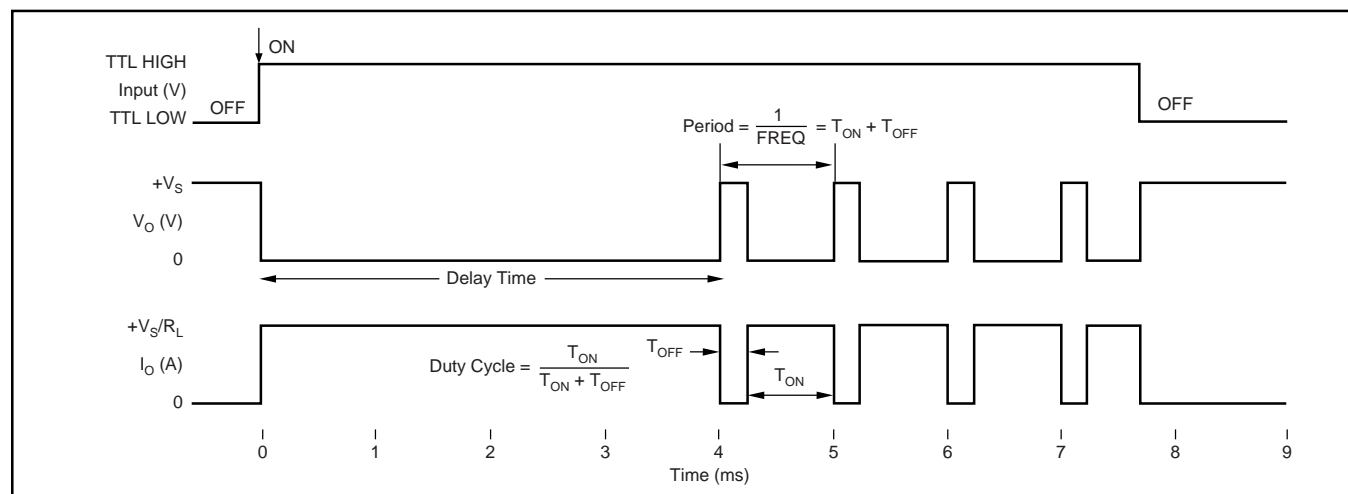 ON
TTL HIGH
Input (V)
OFF
TTL LOW
OFF
Period = 1/FREQ = T_ON + T_OFF
+V_S
V_O (V)
0
Delay Time
+V_S/R_L
I_O (A)
0
Duty Cycle = T_ON/(T_ON + T_OFF)
T_OFF
T_ON
0 1 2 3 4 5 6 7 8 9
Time (ms)